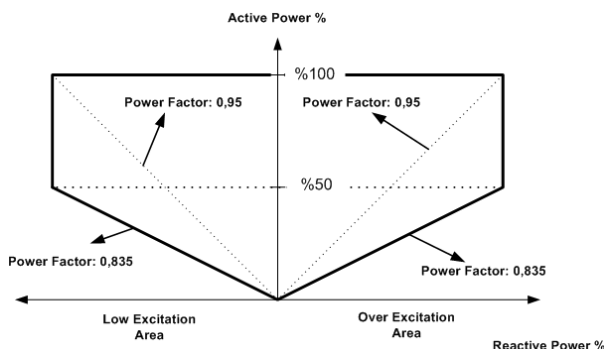 Active Power %
%100
Power Factor: 0,95
Power Factor: 0,95
%50
Power Factor: 0,835
Power Factor: 0,835
Low Excitation
Area
Over Excitation
Area
Reactive Power %